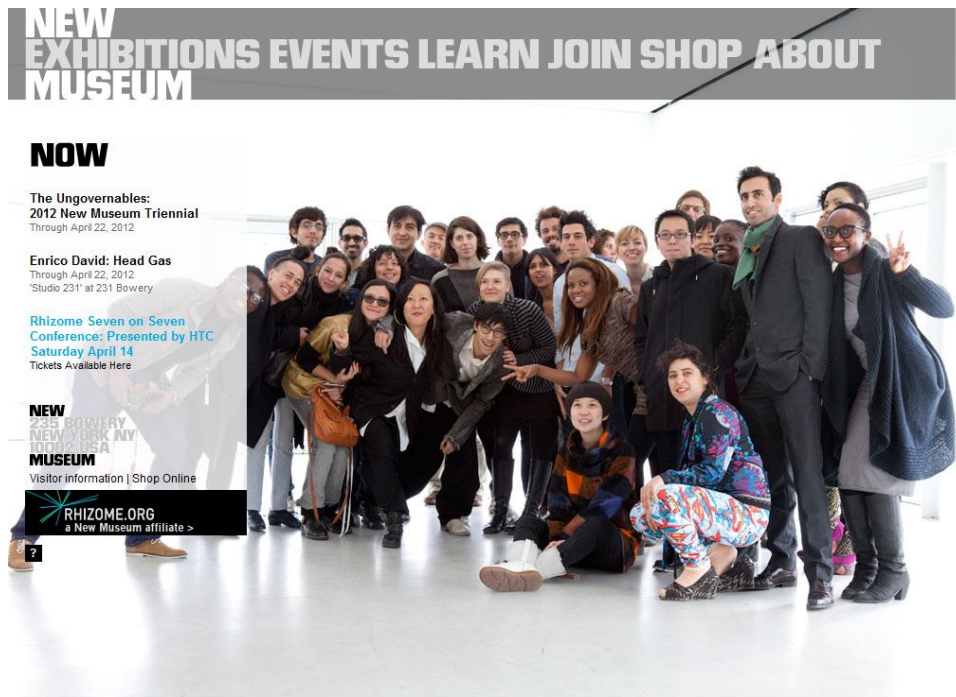 NEW
EXHIBITIONS EVENTS LEARN JOIN SHOP ABOUT
MUSEUM
NOW
The Ungovernables:
2012 New Museum Triennial
Through April 22, 2012
Enrico David: Head Gas
Through April 22, 2012
'Studio 231' at 231 Bowery
Rhizome Seven on Seven
Conference: Presented by HTC
Saturday April 14
Tickets Available Here
NEW
235 BOWERY
NEW YORK NY
10002 USA
MUSEUM
Visitor information | Shop Online
RHIZOME.ORG
a New Museum affiliate >
?